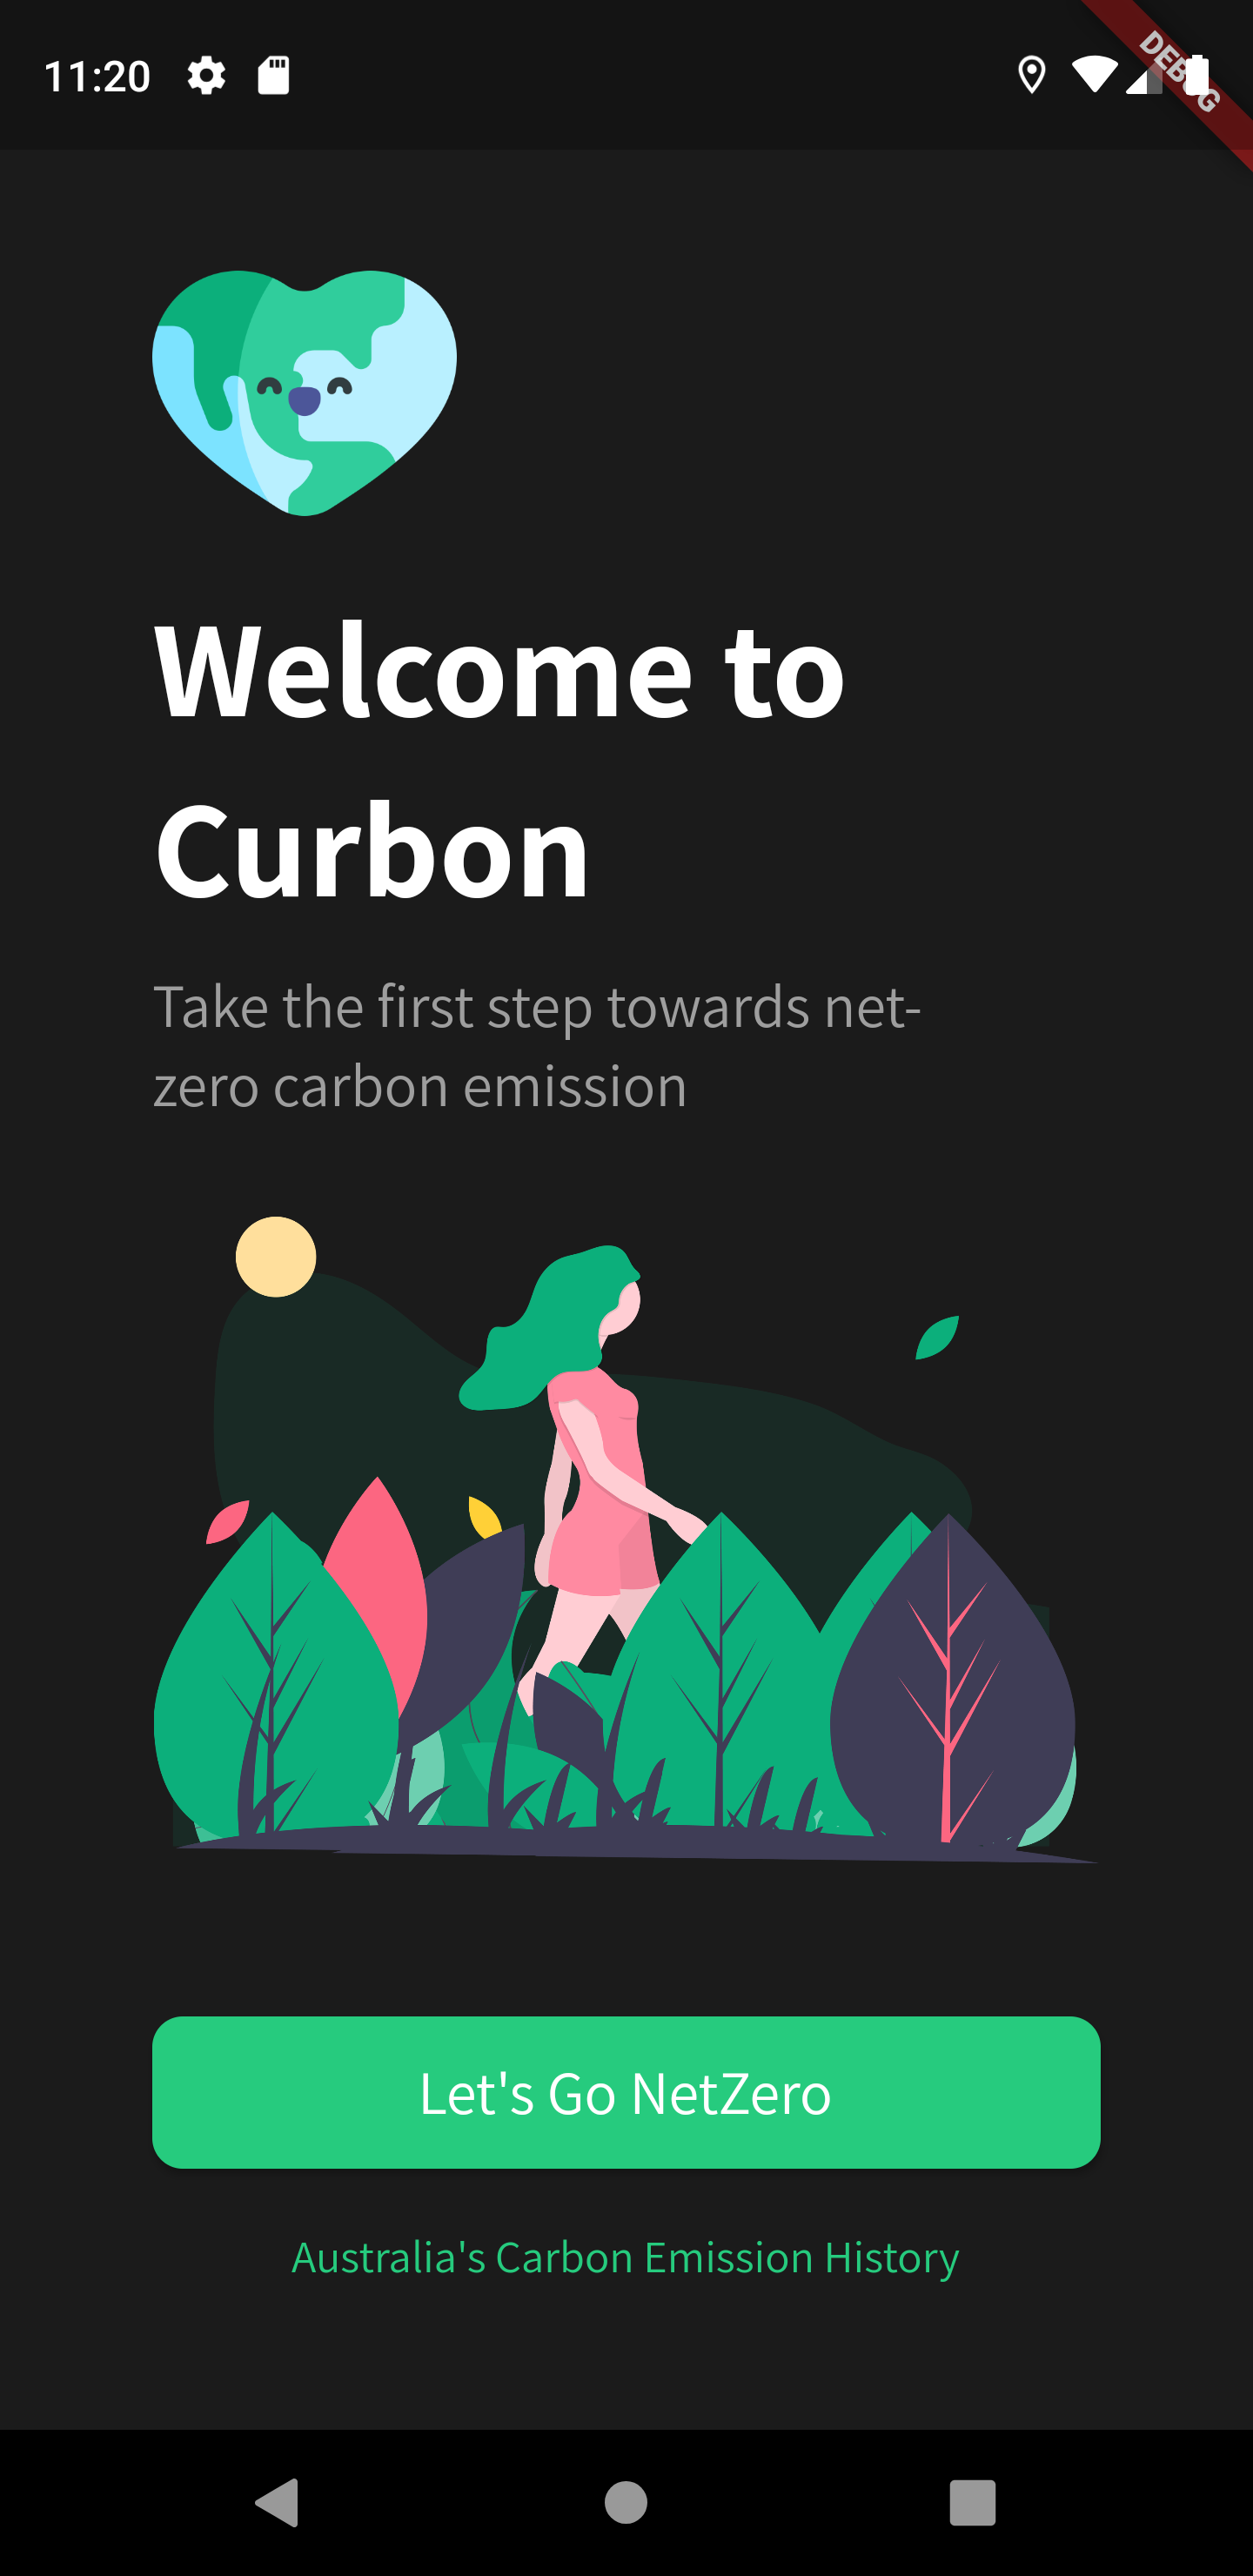 11:20
DEBUG
Welcome to
Curbon
Take the first step towards net-
zero carbon emission
Let's Go NetZero
Australia's Carbon Emission History